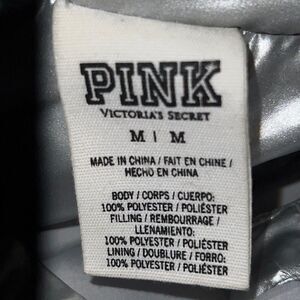 PINK
VICTORIA'S SECRET
M | M
MADE IN CHINA / FAIT EN CHINE /
HECHO EN CHINA
BODY / CORPS / CUERPO:
100% POLYESTER / POLIÉSTER
FILLING / REMBOURRAGE /
LLENAMIENTO:
100% POLYESTER / POLIÉSTER
LINING / DOUBLURE / FORRO:
100% POLYESTER / POLIÉSTER